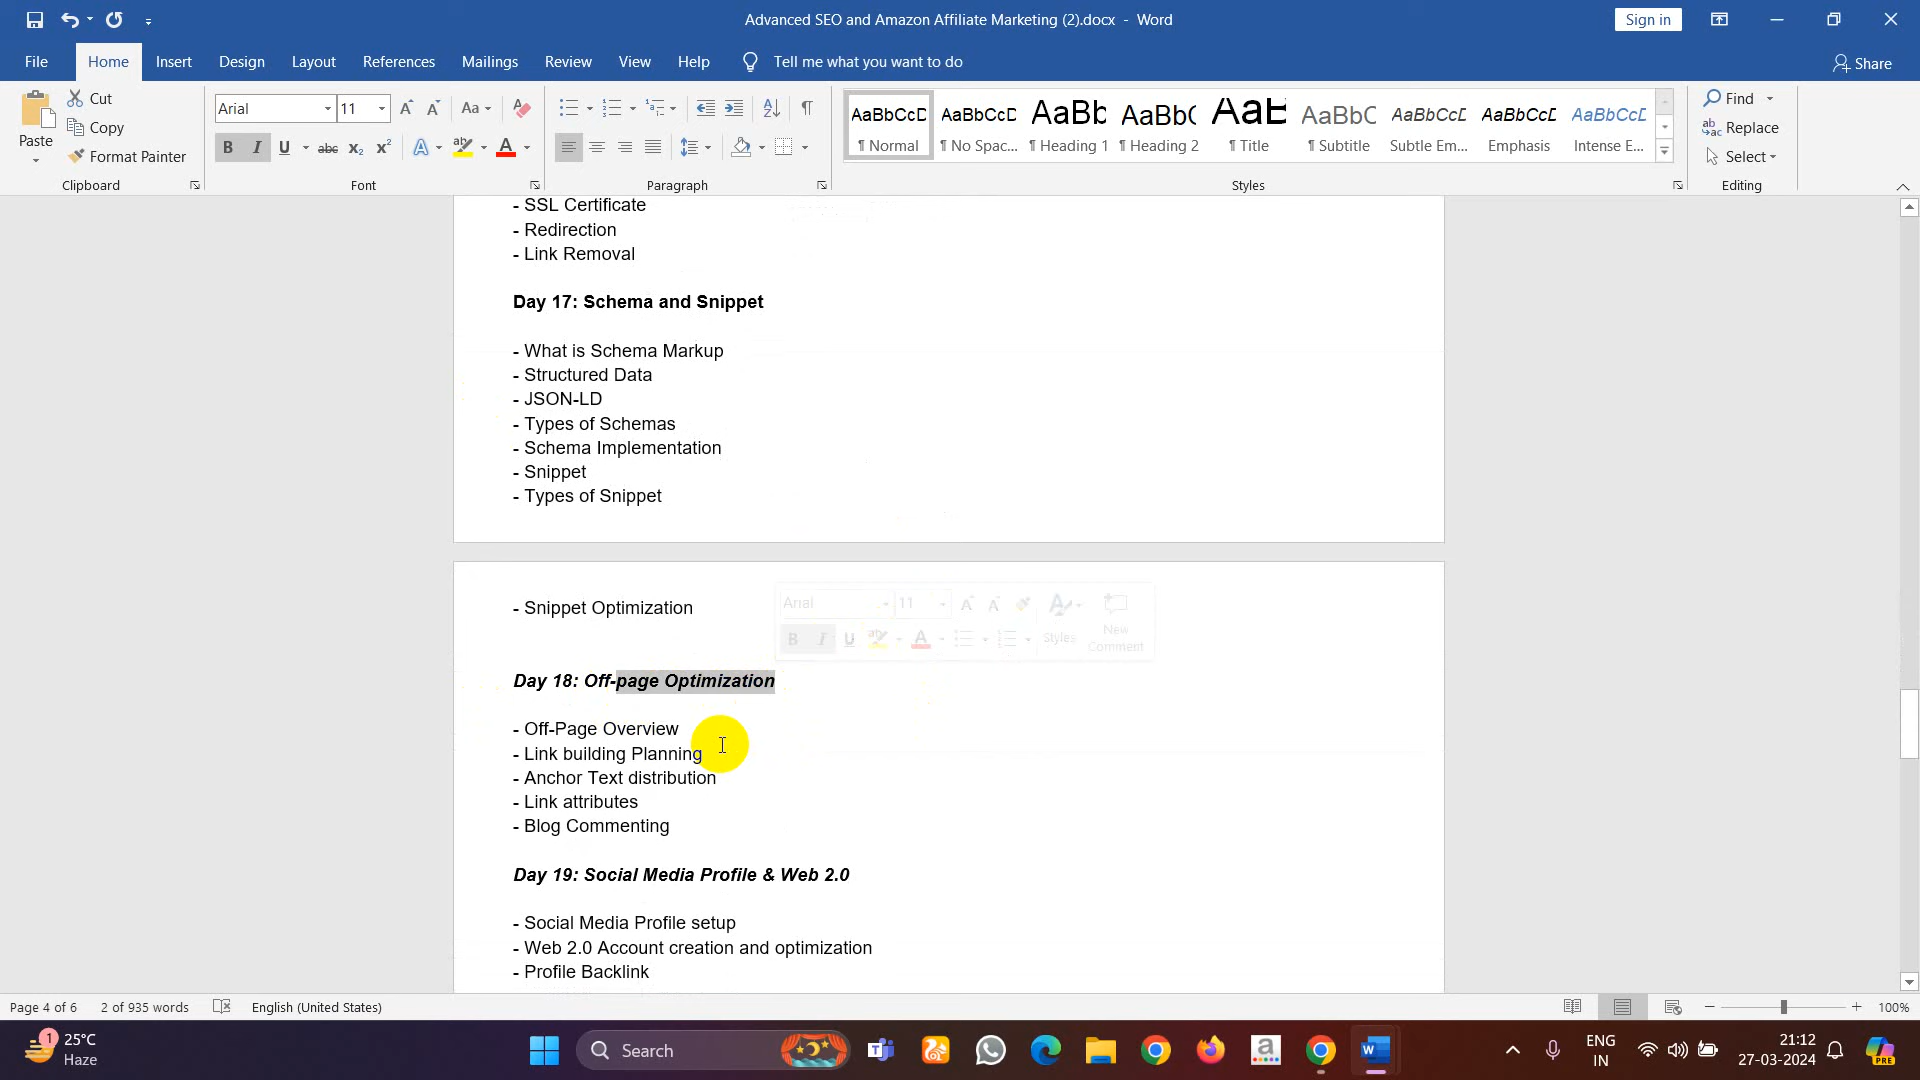 Advanced SEO and Amazon Affiliate Marketing (2).docx - Word
Sign in
File Home Insert Design Layout References Mailings Review View Help Tell me what you want to do
Share
Paste
Cut
Copy
Format Painter
Clipboard
Arial 11
Font
Paragraph
AaBbCcD AaBbCcD AaBbC AaBbC AaB AaBbC AaBbCcD AaBbCcD AaBbCcD
¶ Normal ¶ No Spac... ¶ Heading 1 ¶ Heading 2 ¶ Title ¶ Subtitle Subtle Em... Emphasis Intense E...
Styles
Find
Replace
Select
Editing
- SSL Certificate
- Redirection
- Link Removal
Day 17: Schema and Snippet
- What is Schema Markup
- Structured Data
- JSON-LD
- Types of Schemas
- Schema Implementation
- Snippet
- Types of Snippet
- Snippet Optimization
Arial 11
Styles
New Comment
Day 18: Off-page Optimization
- Off-Page Overview
- Link building Planning
- Anchor Text distribution
- Link attributes
- Blog Commenting
Day 19: Social Media Profile & Web 2.0
- Social Media Profile setup
- Web 2.0 Account creation and optimization
- Profile Backlink
Page 4 of 6 2 of 935 words English (United States) 100%
1
25°C
Haze
Search
ENG
IN
21:12
27-03-2024